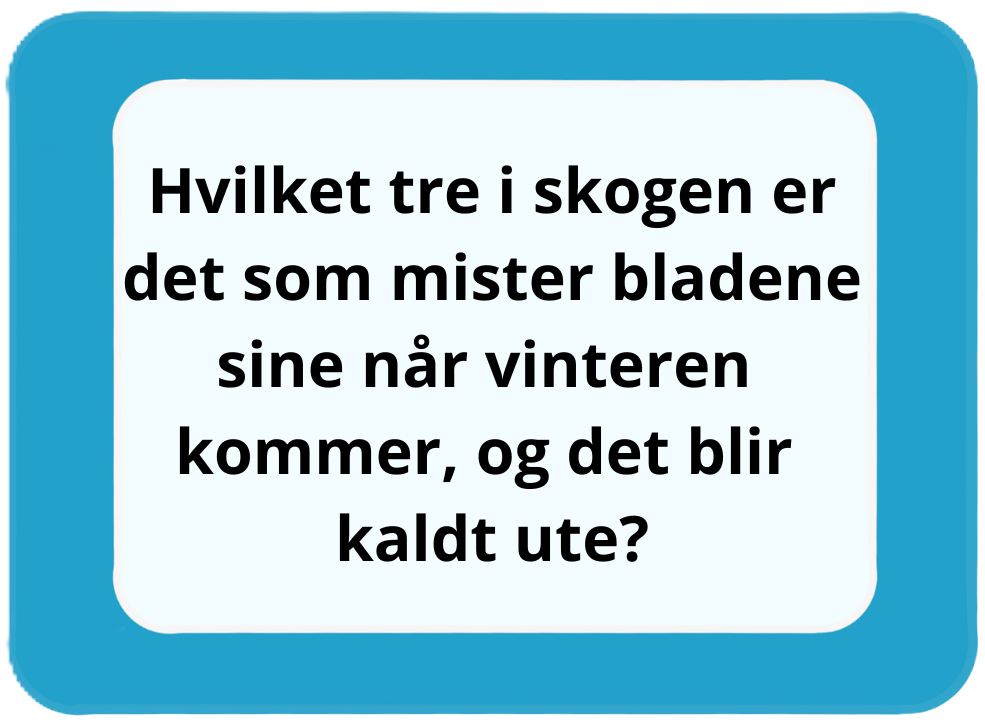 Hvilket tre i skogen er
det som mister bladene
sine når vinteren
kommer, og det blir
kaldt ute?